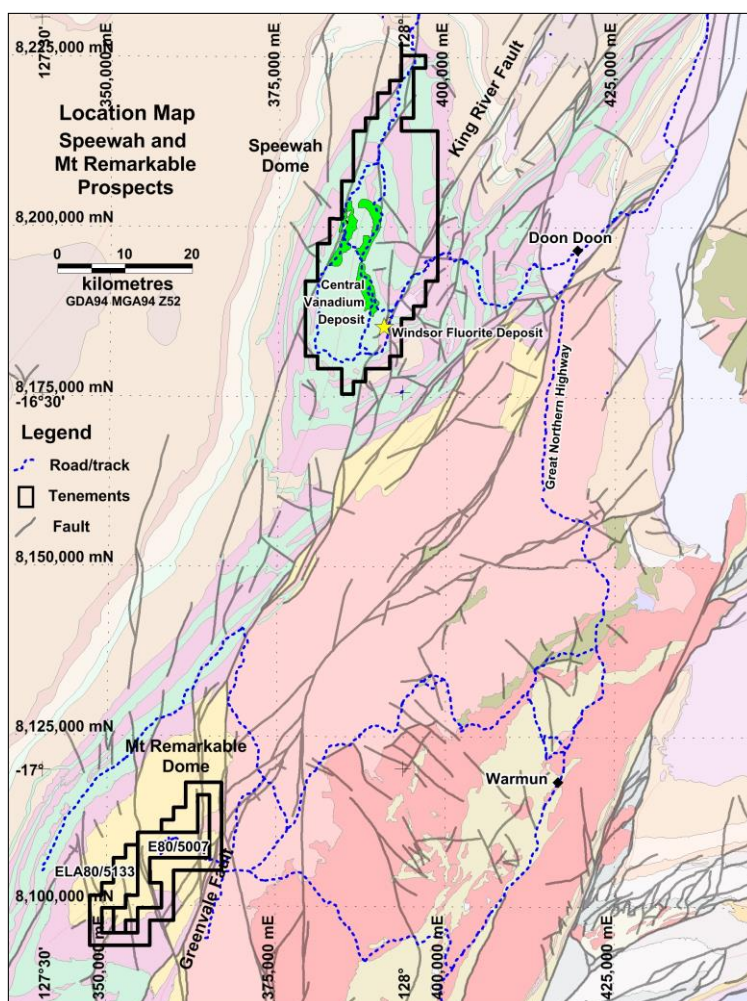 127°30'
350,000 mE
375,000 mE
128°
400,000 mE
425,000 mE
8,225,000 mN
Location Map
Speewah and
Mt Remarkable
Prospects
Speewah
Dome
King River Fault
8,200,000 mN
0 10 20
kilometres
GDA94 MGA94 Z52
Doon Doon
Central
Vanadium
Deposit
Windsor Fluorite Deposit
8,175,000 mN
-16°30'
Great Northern Highway
Legend
Road/track
Tenements
Fault
8,150,000 mN
8,125,000 mN
-17°
Mt Remarkable
Dome
Warmun
E80/5007
ELA80/5133
8,100,000 mN
Greenvale Fault
127°30'
350,000 mE
375,000 mE
128°
400,000 mE
425,000 mE